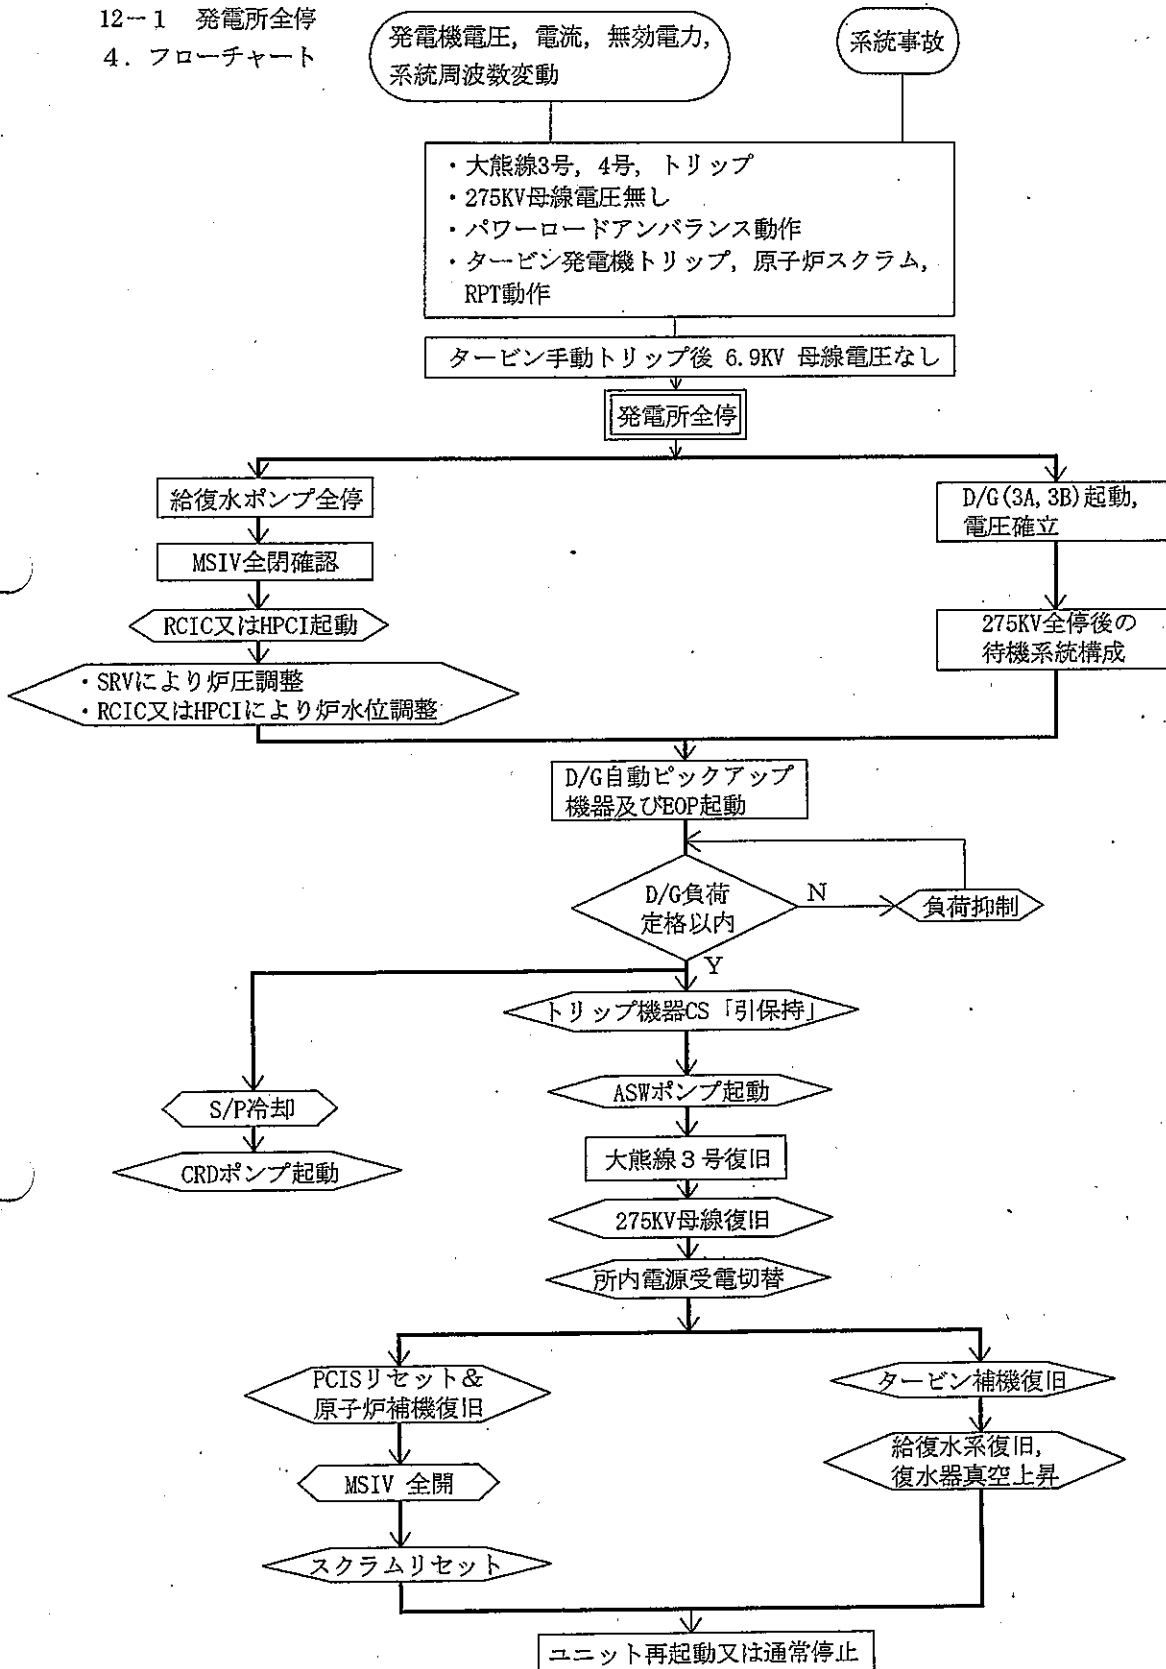 12－1　発電所全停
4．フローチャート
発電機電圧，電流，無効電力，
系統周波数変動
系統事故
・大熊線3号，4号，トリップ
・275KV母線電圧無し
・パワーロードアンバランス動作
・タービン発電機トリップ，原子炉スクラム，
RPT動作
タービン手動トリップ後 6.9KV 母線電圧なし
発電所全停
給復水ポンプ全停
MSIV全閉確認
RCIC又はHPCI起動
・SRVにより炉圧調整
・RCIC又はHPCIにより炉水位調整
D/G(3A,3B)起動,
電圧確立
275KV全停後の
待機系統構成
D/G自動ピックアップ
機器及びEOP起動
D/G負荷
定格以内
N
負荷抑制
Y
トリップ機器CS「引保持」
ASWポンプ起動
S/P冷却
CRDポンプ起動
大熊線３号復旧
275KV母線復旧
所内電源受電切替
PCISリセット＆
原子炉補機復旧
MSIV 全開
スクラムリセット
タービン補機復旧
給復水系復旧，
復水器真空上昇
ユニット再起動又は通常停止